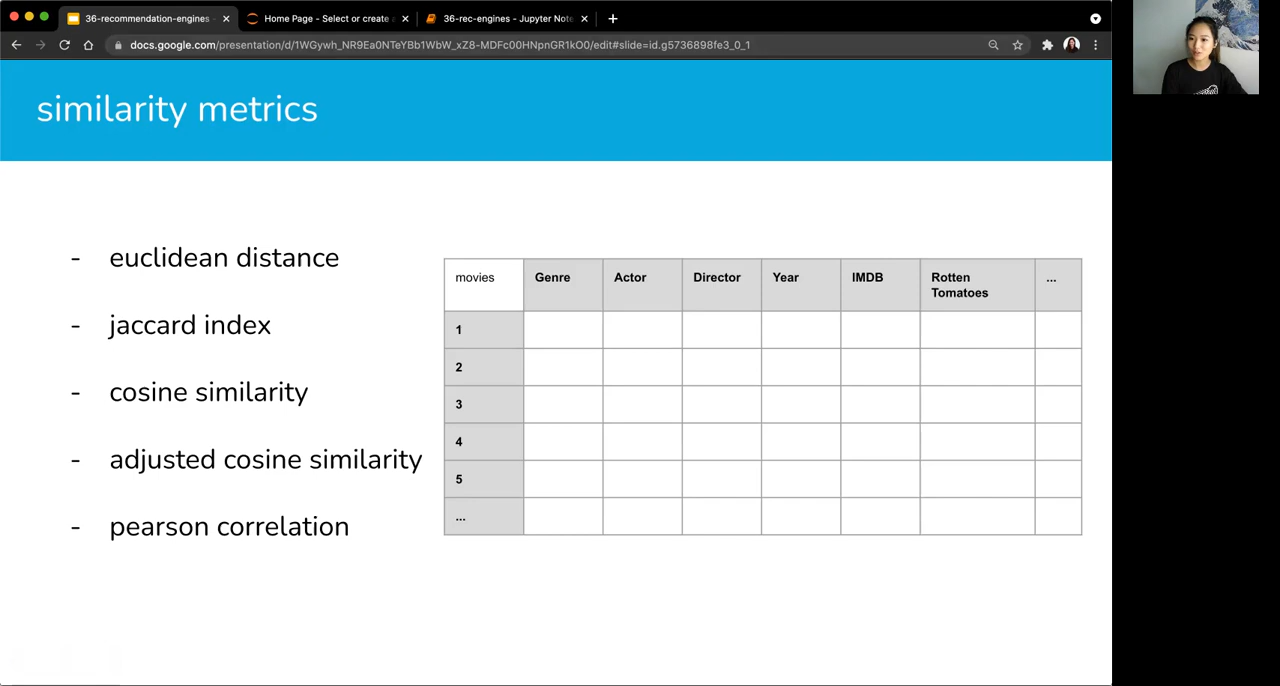 36-recommendation-engines -
Home Page - Select or create a
36-rec-engines - Jupyter Note
docs.google.com/presentation/d/1WGywh_NR9Ea0NTeYBb1WbW_xZ8-MDFc00HNpnGR1kO0/edit#slide=id.g5736898fe3_0_1
similarity metrics
- euclidean distance
- jaccard index
- cosine similarity
- adjusted cosine similarity
- pearson correlation
movies Genre Actor Director Year IMDB Rotten Tomatoes ...
1
2
3
4
5
...